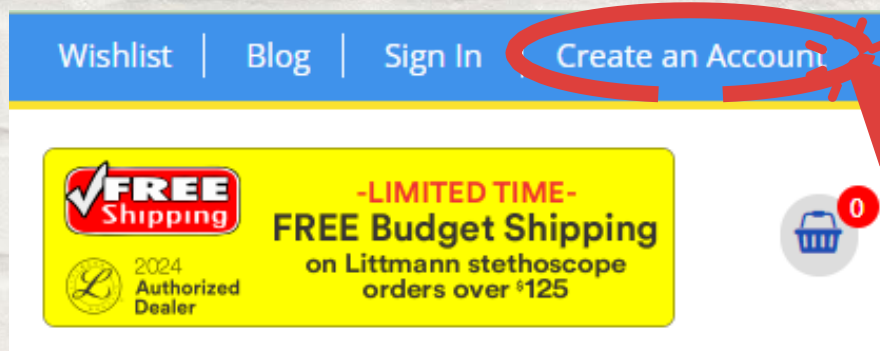 Wishlist | Blog | Sign In | Create an Account
FREE
Shipping
2024
Authorized
Dealer
-LIMITED TIME-
FREE Budget Shipping
on Littmann stethoscope
orders over $125
0